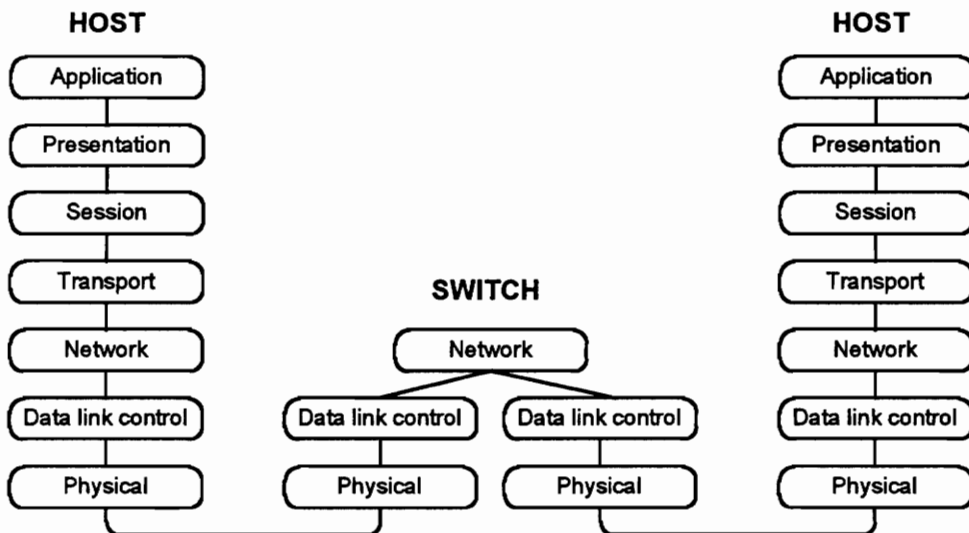 HOST
Application
Presentation
Session
Transport
Network
Data link control
Physical
SWITCH
Network
Data link control
Data link control
Physical
Physical
HOST
Application
Presentation
Session
Transport
Network
Data link control
Physical